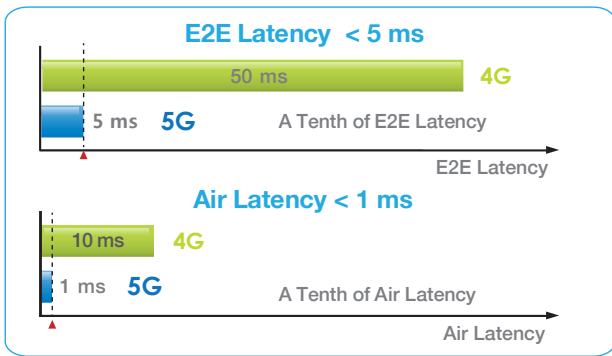 E2E Latency < 5 ms
50 ms 4G
5 ms 5G A Tenth of E2E Latency
E2E Latency
Air Latency < 1 ms
10 ms 4G
1 ms 5G A Tenth of Air Latency
Air Latency